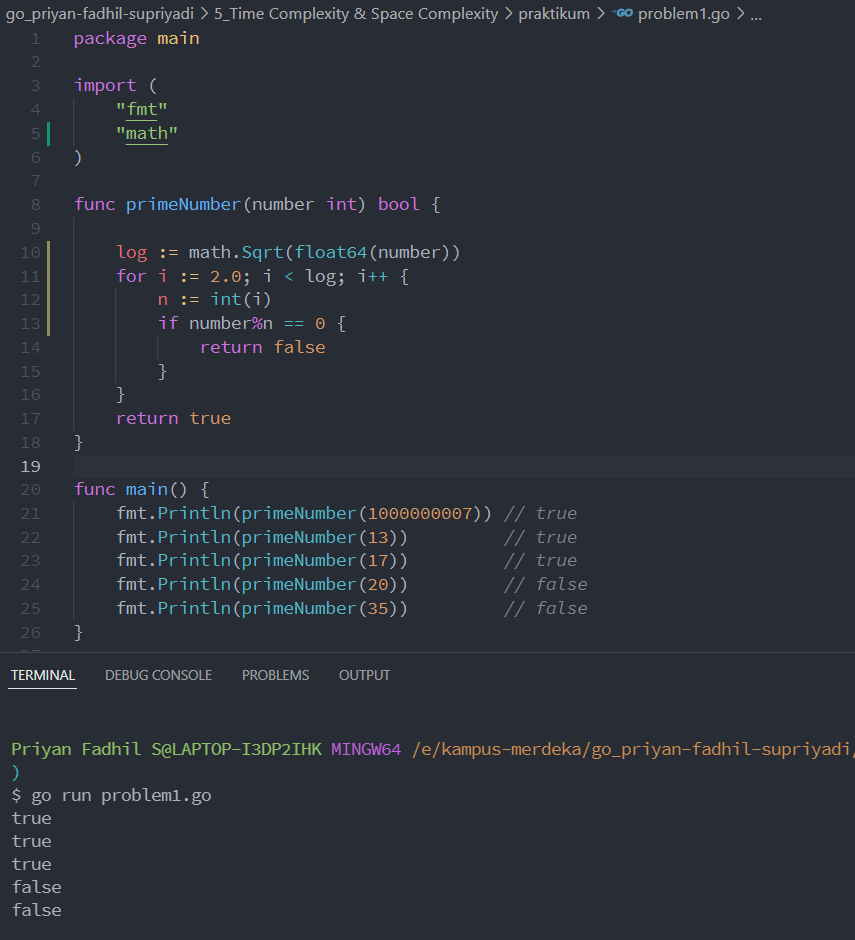 go_priyan-fadhil-supriyadi > 5_Time Complexity & Space Complexity > praktikum > GO problem1.go > ...
1 package main
2
3 import (
4     "fmt"
5     "math"
6 )
7
8 func primeNumber(number int) bool {
9
10     log := math.Sqrt(float64(number))
11     for i := 2.0; i < log; i++ {
12         n := int(i)
13         if number%n == 0 {
14             return false
15         }
16     }
17     return true
18 }
19
20 func main() {
21     fmt.Println(primeNumber(1000000007)) // true
22     fmt.Println(primeNumber(13))         // true
23     fmt.Println(primeNumber(17))         // true
24     fmt.Println(primeNumber(20))         // false
25     fmt.Println(primeNumber(35))         // false
26 }
TERMINAL DEBUG CONSOLE PROBLEMS OUTPUT
Priyan Fadhil S@LAPTOP-I3DP2IHK MINGW64 /e/kampus-merdeka/go_priyan-fadhil-supriyadi/
)
$ go run problem1.go
true
true
true
false
false